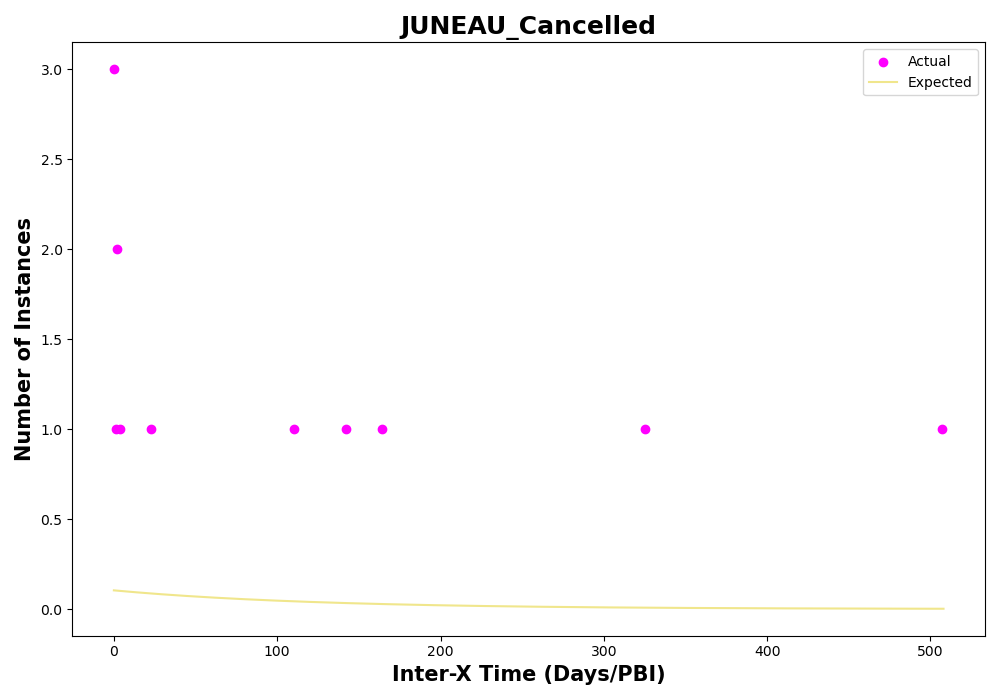 JUNEAU_Cancelled
Actual
Expected
3.0
2.5
2.0
1.5
1.0
0.5
0.0
Number of Instances
0 100 200 300 400 500
Inter-X Time (Days/PBI)